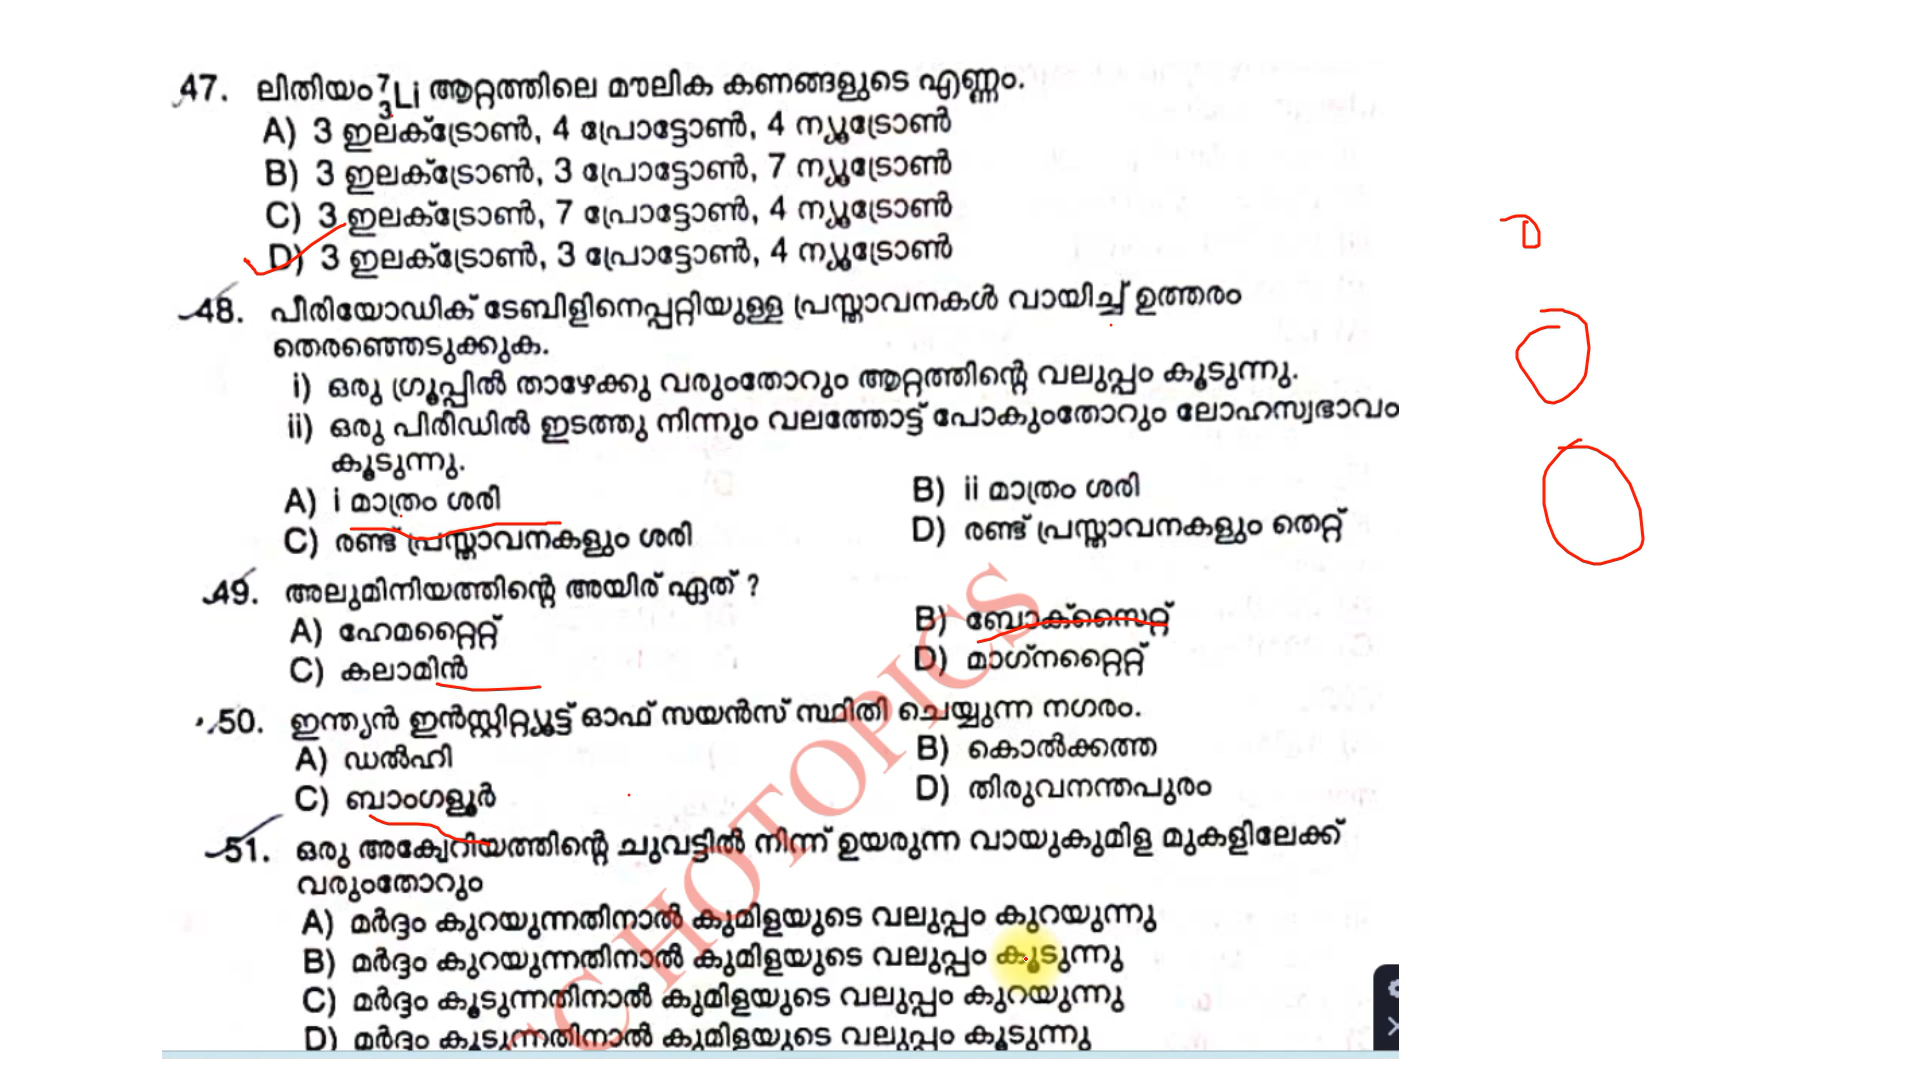 47. ലിതിയം ⁷₃Li ആറ്റത്തിലെ മൗലിക കണങ്ങളുടെ എണ്ണം.
A) 3 ഇലക്ട്രോൺ, 4 പ്രോട്ടോൺ, 4 ന്യൂട്രോൺ
B) 3 ഇലക്ട്രോൺ, 3 പ്രോട്ടോൺ, 7 ന്യൂട്രോൺ
C) 3 ഇലക്ട്രോൺ, 7 പ്രോട്ടോൺ, 4 ന്യൂട്രോൺ
D) 3 ഇലക്ട്രോൺ, 3 പ്രോട്ടോൺ, 4 ന്യൂട്രോൺ
48. പീരിയോഡിക് ടേബിളിനെപ്പറ്റിയുള്ള പ്രസ്താവനകൾ വായിച്ച് ഉത്തരം
തെരഞ്ഞെടുക്കുക.
i) ഒരു ഗ്രൂപ്പിൽ താഴേക്കു വരുംതോറും ആറ്റത്തിന്റെ വലുപ്പം കൂടുന്നു.
ii) ഒരു പിരീഡിൽ ഇടത്തു നിന്നും വലത്തോട്ട് പോകുംതോറും ലോഹസ്വഭാവം
കൂടുന്നു.
A) i മാത്രം ശരി B) ii മാത്രം ശരി
C) രണ്ട് പ്രസ്താവനകളും ശരി D) രണ്ട് പ്രസ്താവനകളും തെറ്റ്
49. അലുമിനിയത്തിന്റെ അയിര് ഏത് ?
A) ഹേമറ്റൈറ്റ് B) ബോക്സൈറ്റ്
C) കലാമിൻ D) മാഗ്നറ്റൈറ്റ്
50. ഇന്ത്യൻ ഇൻസ്റ്റിറ്റ്യൂട്ട് ഓഫ് സയൻസ് സ്ഥിതി ചെയ്യുന്ന നഗരം.
A) ഡൽഹി B) കൊൽക്കത്ത
C) ബാംഗളൂർ D) തിരുവനന്തപുരം
51. ഒരു അക്വേറിയത്തിന്റെ ചുവട്ടിൽ നിന്ന് ഉയരുന്ന വായുകുമിള മുകളിലേക്ക്
വരുംതോറും
A) മർദ്ദം കുറയുന്നതിനാൽ കുമിളയുടെ വലുപ്പം കുറയുന്നു
B) മർദ്ദം കുറയുന്നതിനാൽ കുമിളയുടെ വലുപ്പം കൂടുന്നു
C) മർദ്ദം കൂടുന്നതിനാൽ കുമിളയുടെ വലുപ്പം കുറയുന്നു
D) മർദ്ദം കൂടുന്നതിനാൽ കുമിളയുടെ വലുപ്പം കൂടുന്നു
C HOTOPICS